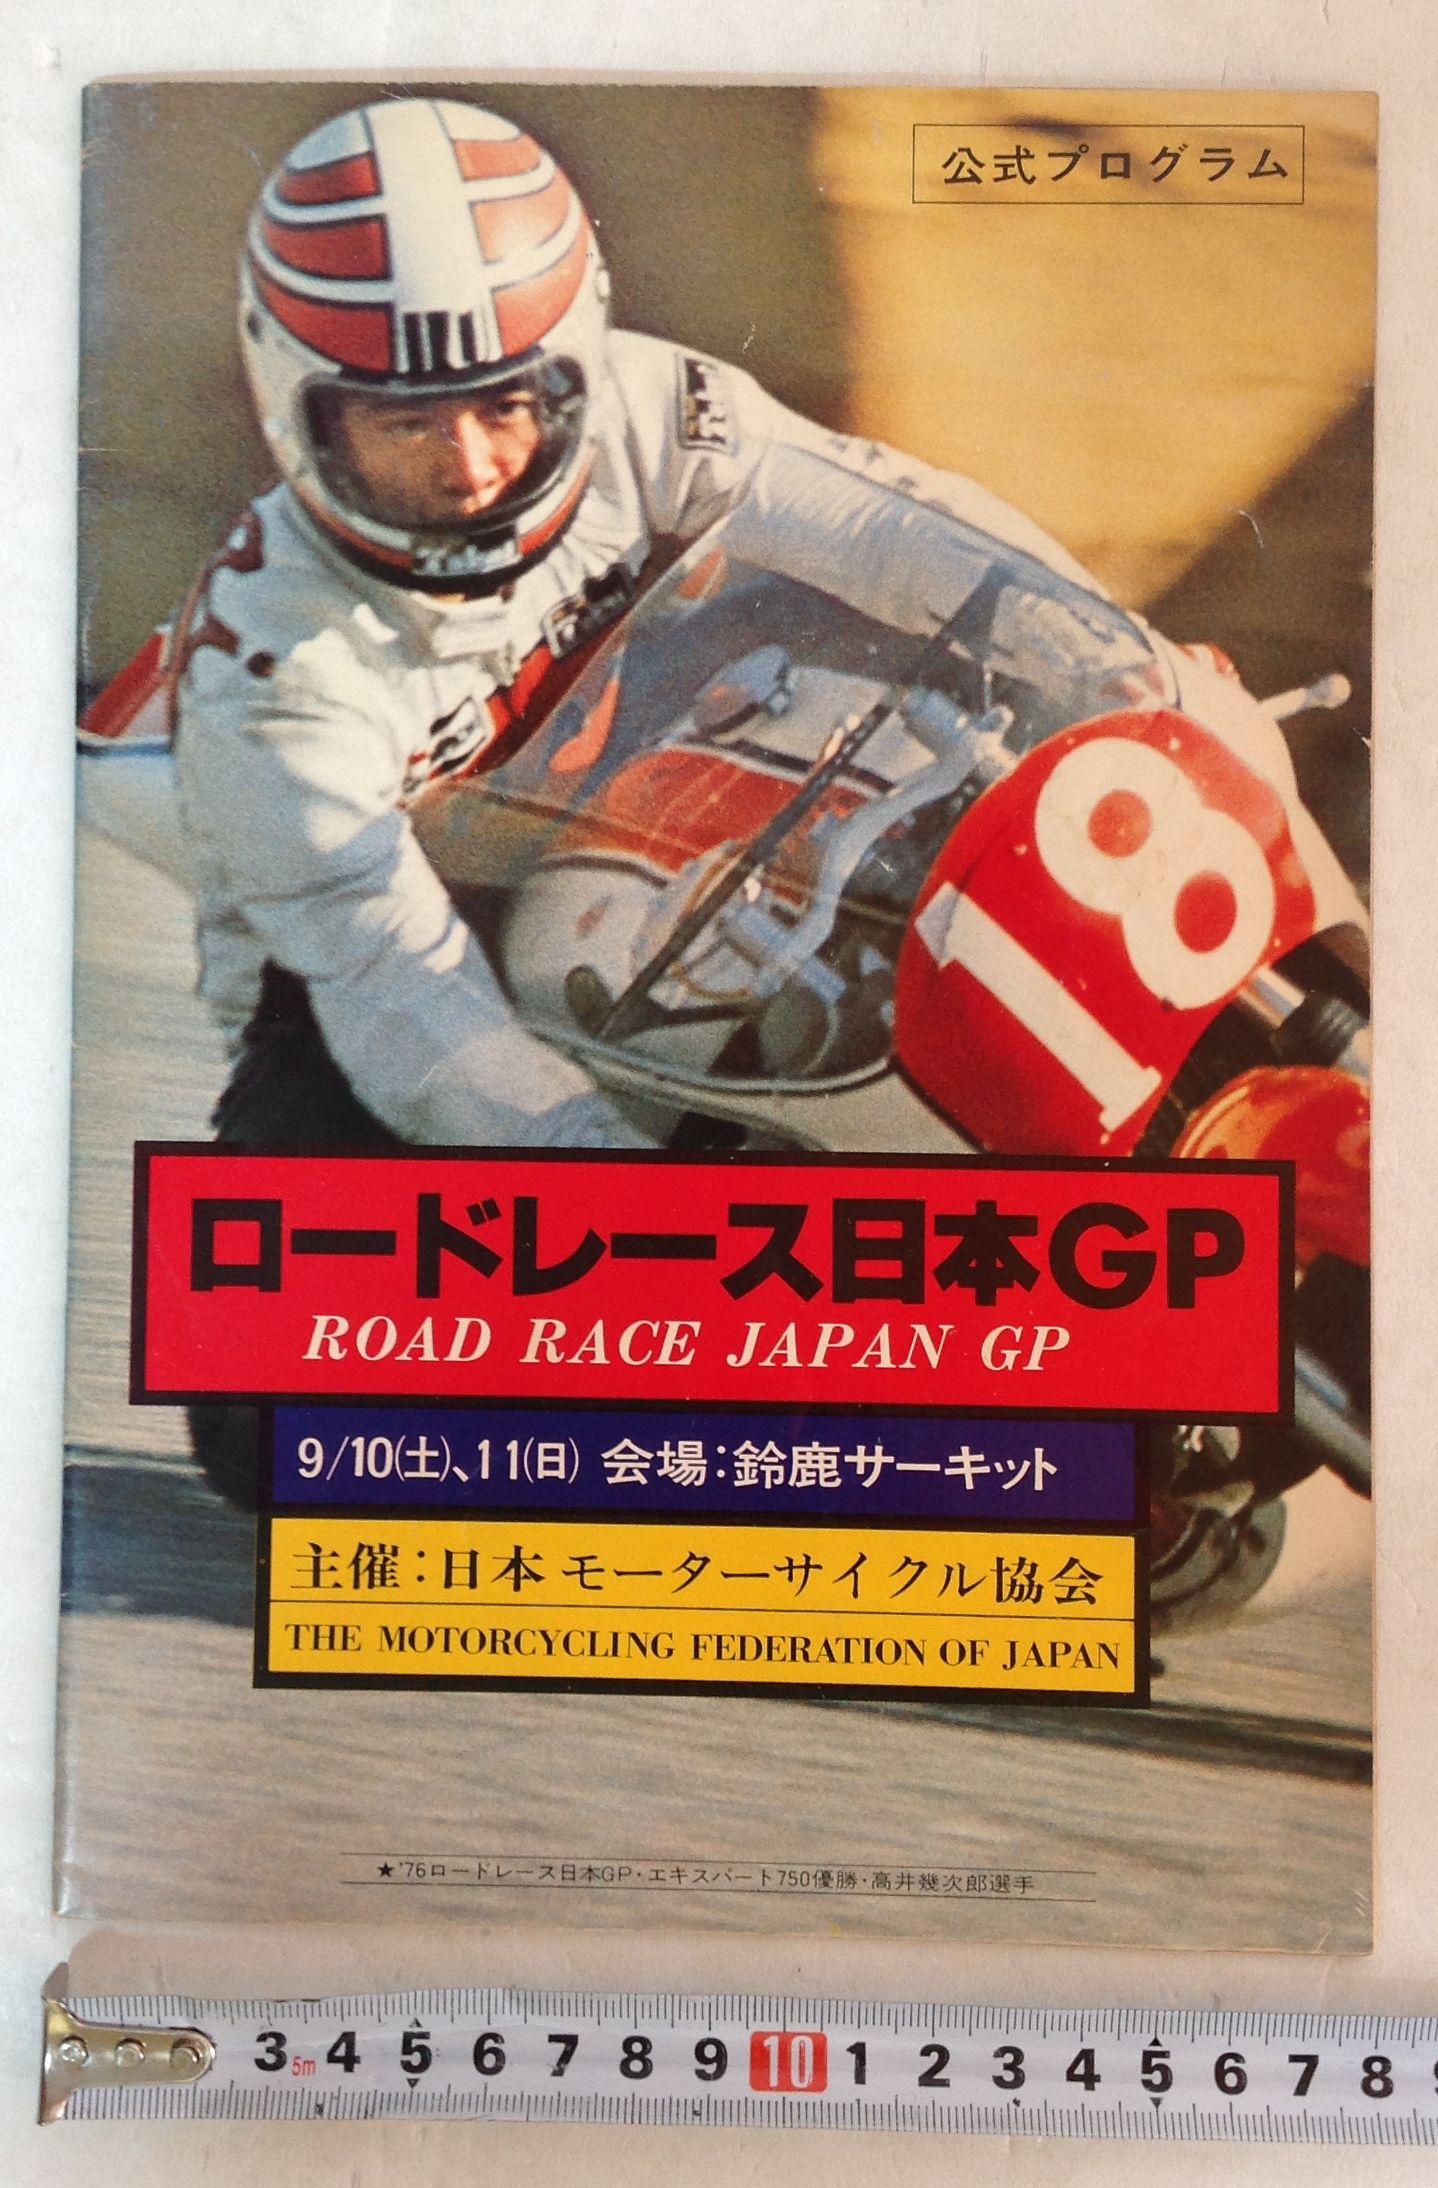 公式プログラム
Takai
18
ロードレース日本GP
ROAD RACE JAPAN GP
9/10(土)、11(日) 会場:鈴鹿サーキット
主催:日本モーターサイクル協会
THE MOTORCYCLING FEDERATION OF JAPAN
★'76ロードレース日本GP・エキスパート750優勝・高井幾次郎選手
3 4 5 6 7 8 9 10 1 2 3 4 5 6 7 8
5m